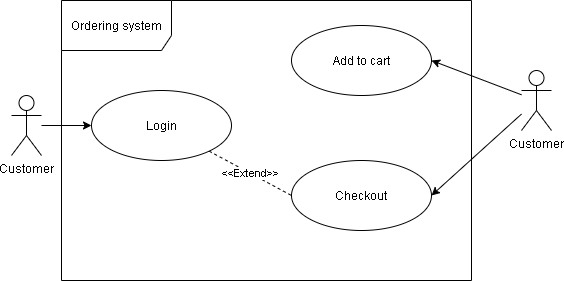 Ordering system
Add to cart
Login
Customer
Customer
<<Extend>>
Checkout